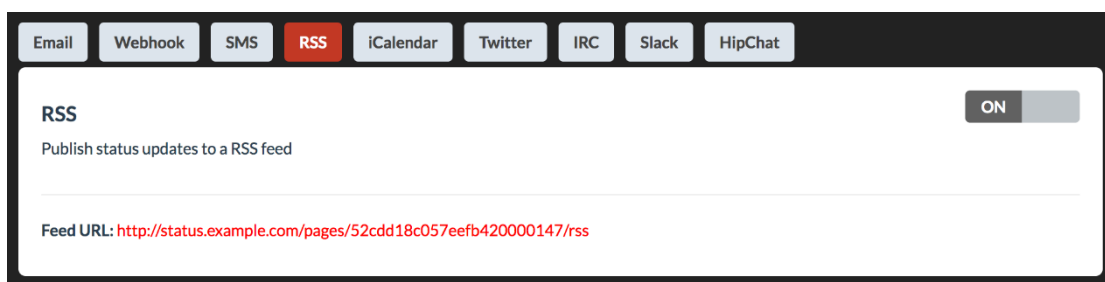 Email Webhook SMS RSS iCalendar Twitter IRC Slack HipChat
RSS ON
Publish status updates to a RSS feed
Feed URL: http://status.example.com/pages/52cdd18c057eefb420000147/rss